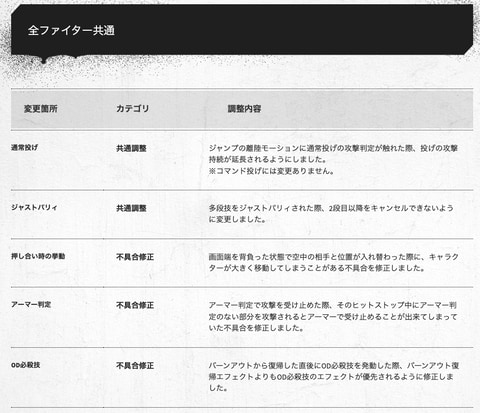 全ファイター共通
変更箇所 カテゴリ 調整内容
通常投げ 共通調整 ジャンプの離陸モーションに通常投げの攻撃判定が触れた際、投げの攻撃
持続が延長されるようにしました。
※コマンド投げには変更ありません。
ジャストパリィ 共通調整 多段技をジャストパリィされた際、2段目以降をキャンセルできないよう
に変更しました。
押し合い時の挙動 不具合修正 画面端を背負った状態で空中の相手と位置が入れ替わった際に、キャラク
ターが大きく移動してしまうことがある不具合を修正しました。
アーマー判定 不具合修正 アーマー判定で攻撃を受け止めた際、そのヒットストップ中にアーマー判
定のない部分を攻撃されるとアーマーで受け止めることが出来てしまって
いた不具合を修正しました。
OD必殺技 不具合修正 バーンアウトから復帰した直後にOD必殺技を発動した際、バーンアウト復
帰エフェクトよりもOD必殺技のエフェクトが優先されるように修正しま
した。